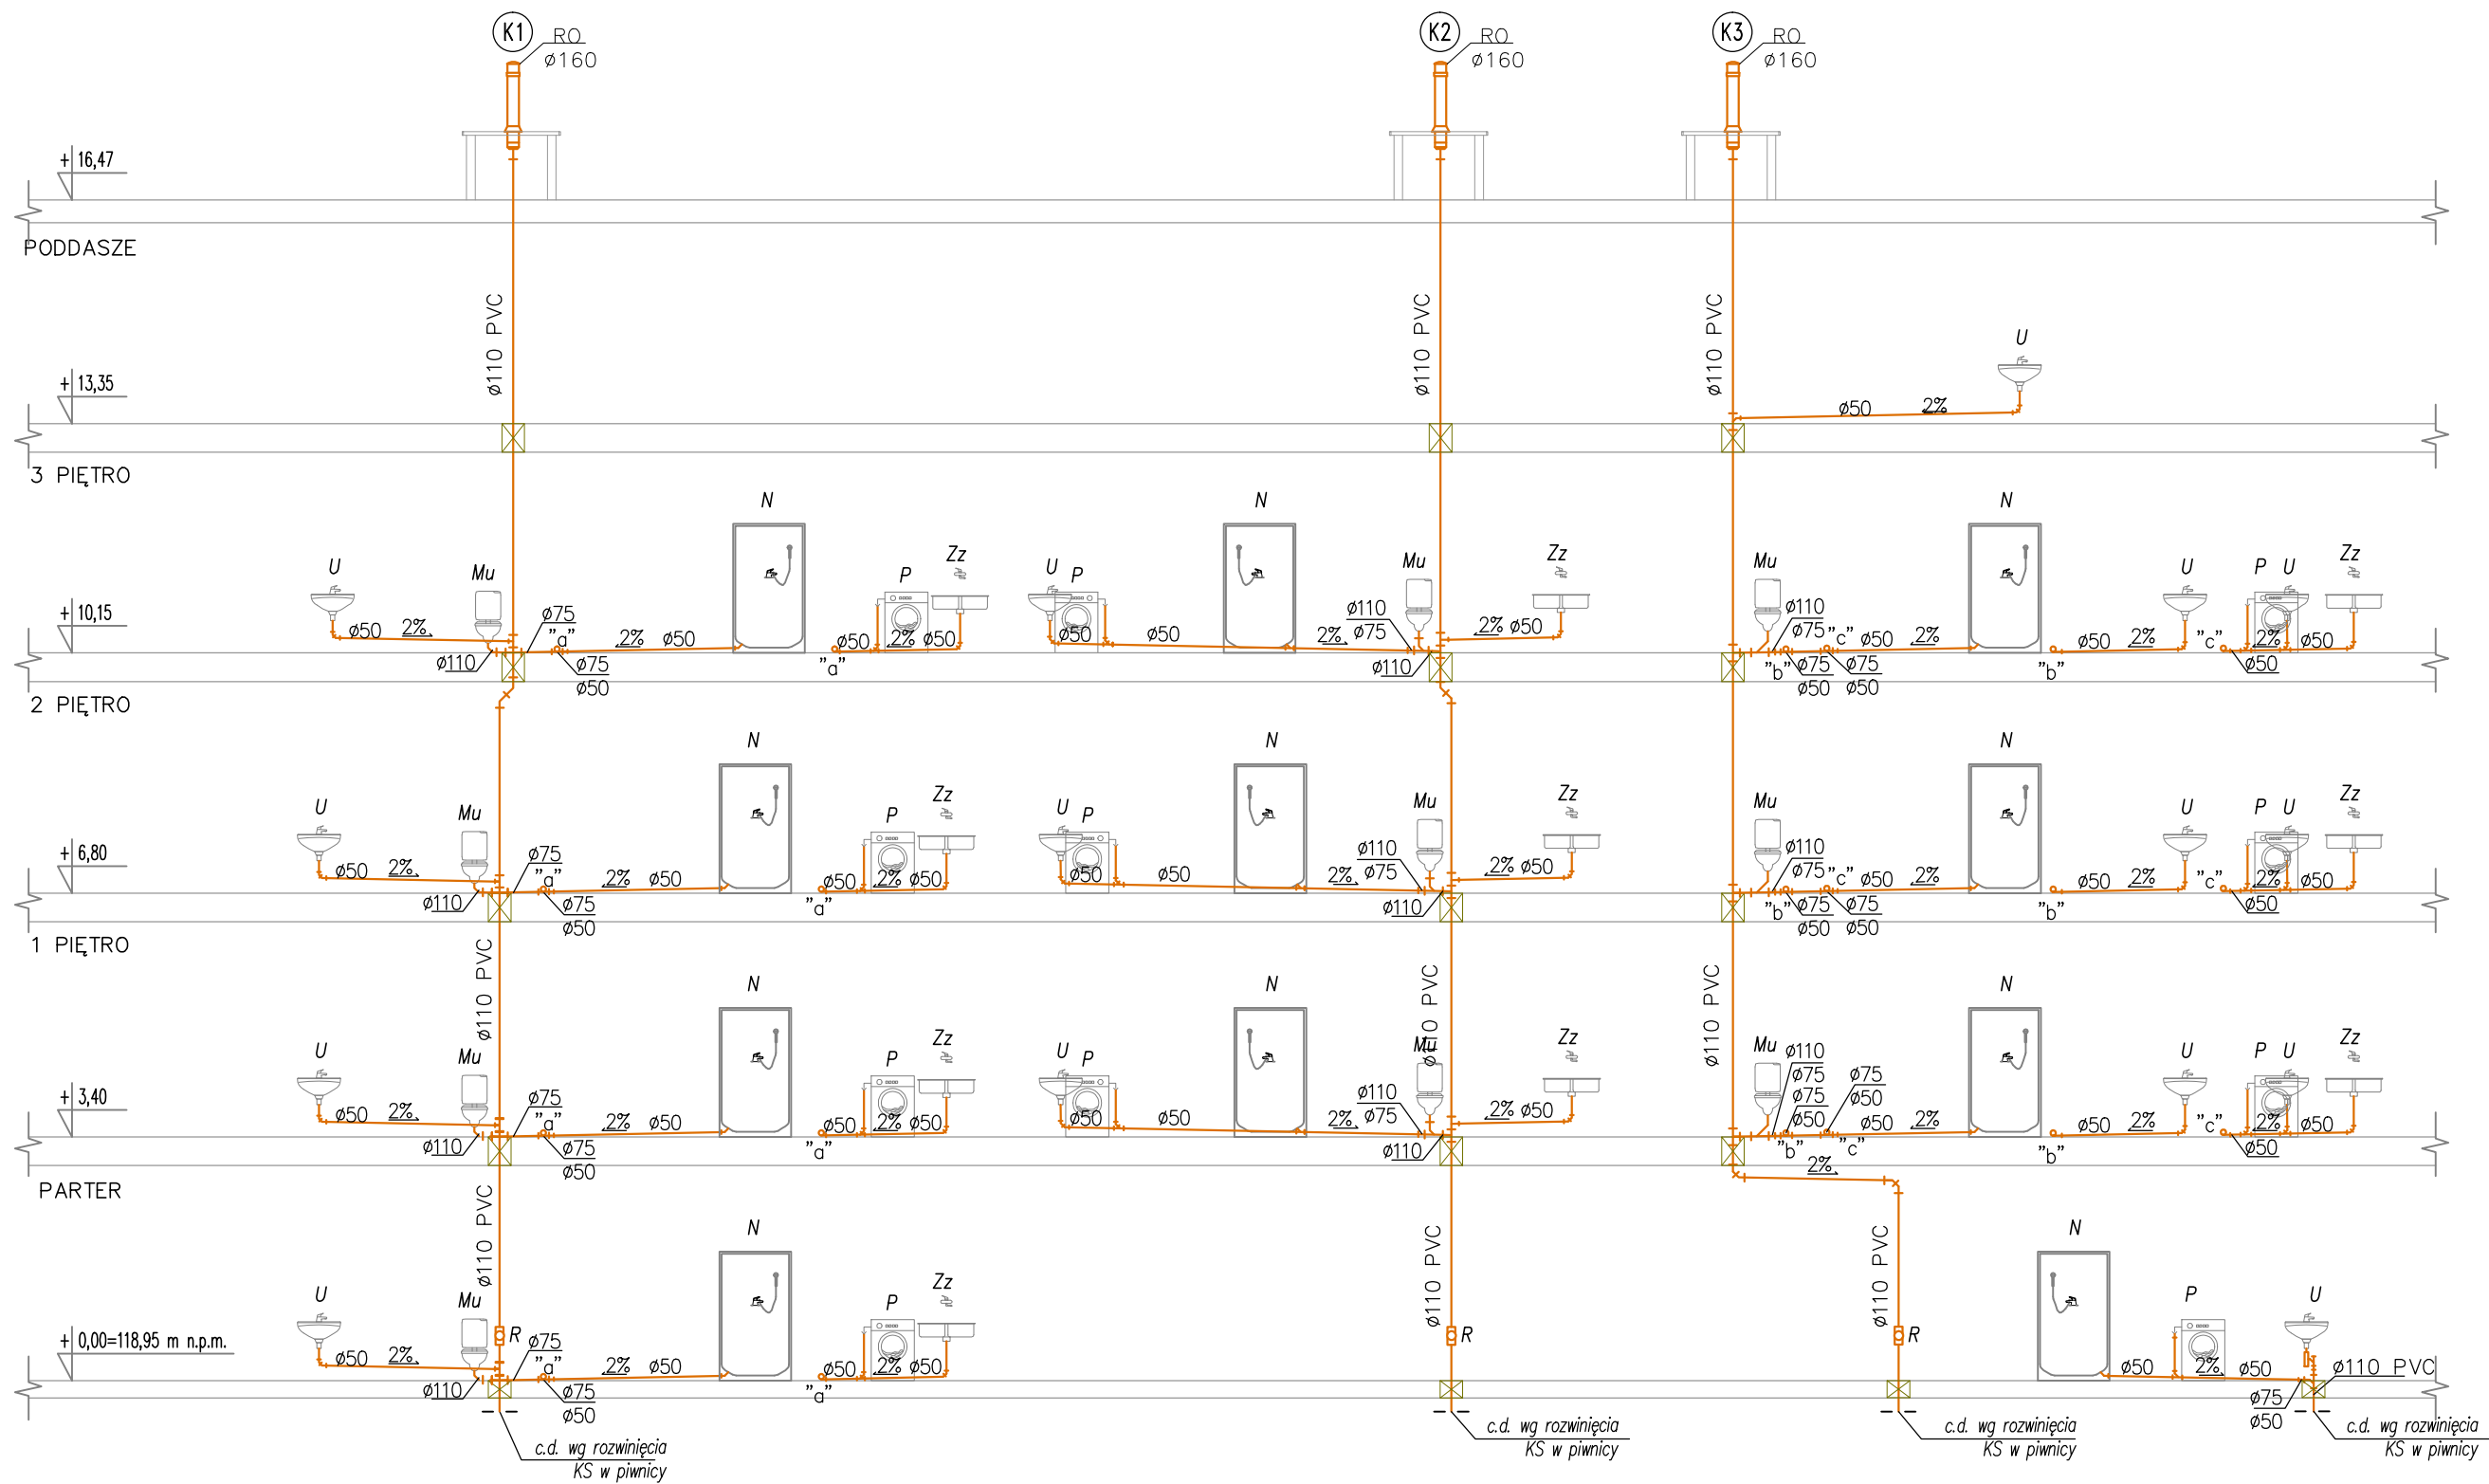 K1 RO K2 RO K3 RO
ø160 ø160 ø160
+ 16,47
PODDASZE
ø110 PVC ø110 PVC ø110 PVC
U
+ 13,35
ø50 2%
3 PIĘTRO
N N N
U Mu P Zz U P Mu Zz Mu U P U Zz
+ 10,15
ø50 2% ø75 "a" 2% ø50 ø50 2% ø50 ø50 ø50 2% ø110 ø75 2% ø50 ø110 ø75 "c" ø50 2% ø50 2% "c" 2% ø50
ø110 ø75 "a" ø110 "b" ø75 ø75 "b" ø50
ø50 ø50 ø50
2 PIĘTRO
N N N
U Mu P Zz U P Mu Zz Mu U P U Zz
+ 6,80
ø50 2% ø75 "a" 2% ø50 ø50 2% ø50 ø50 ø50 2% ø110 ø75 2% ø50 ø110 ø75 "c" ø50 2% ø50 2% "c" 2% ø50
ø110 ø75 "a" ø110 "b" ø75 ø75 "b" ø50
ø50 ø50 ø50
1 PIĘTRO
ø110 PVC ø110 PVC ø110 PVC
N N N
U Mu P Zz U P Mu Zz Mu U P U Zz
+ 3,40
ø110
ø75 ø75
ø75 ø50
ø50
ø50 2% ø75 "a" 2% ø50 ø50 2% ø50 ø50 ø50 2% ø110 ø75 2% ø50 ø50 2% ø50 2% "c" 2% ø50
ø110 ø75 "a" ø110 "b" "c" "b" ø50
ø50 2%
PARTER
ø110 PVC ø110 PVC ø110 PVC
N N
U Mu P Zz P U
+ 0,00=118,95 m n.p.m.
R R R
ø50 2% ø75 "a" 2% ø50 ø50 2% ø50 ø50 2% ø50 ø110 PVC
ø110 ø75 "a" ø75
ø50 ø50
c.d. wg rozwinięcia
KS w piwnicy
c.d. wg rozwinięcia
KS w piwnicy
c.d. wg rozwinięcia
KS w piwnicy
c.d. wg rozwinięcia
KS w piwnicy